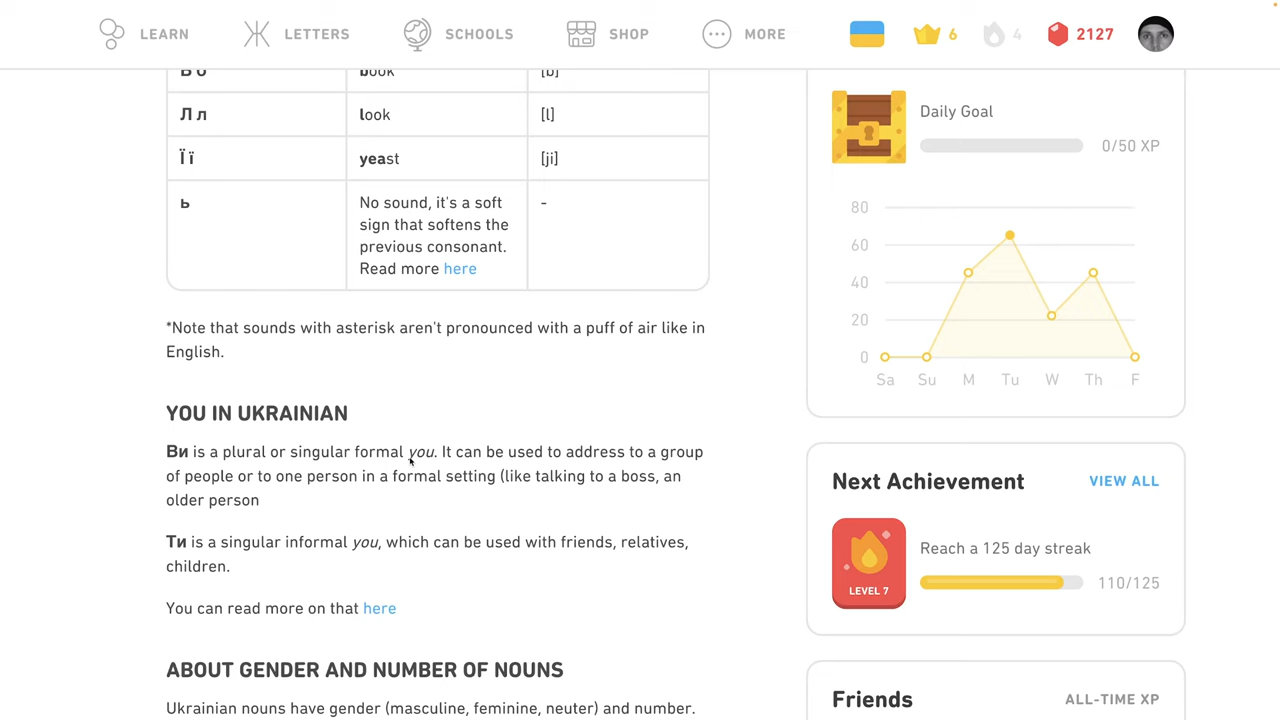 LEARN
LETTERS
SCHOOLS
SHOP
MORE
6
4
2127
book
[b]
Л л
look
[l]
Ї ї
yeast
[ji]
ь
No sound, it's a soft
sign that softens the
previous consonant.
Read more here
-
*Note that sounds with asterisk aren't pronounced with a puff of air like in
English.
YOU IN UKRAINIAN
Ви is a plural or singular formal you. It can be used to address to a group
of people or to one person in a formal setting (like talking to a boss, an
older person
Ти is a singular informal you, which can be used with friends, relatives,
children.
You can read more on that here
ABOUT GENDER AND NUMBER OF NOUNS
Ukrainian nouns have gender (masculine, feminine, neuter) and number.
Daily Goal
0/50 XP
80
60
40
20
0
Sa Su M Tu W Th F
Next Achievement
VIEW ALL
Reach a 125 day streak
LEVEL 7
110/125
Friends
ALL-TIME XP